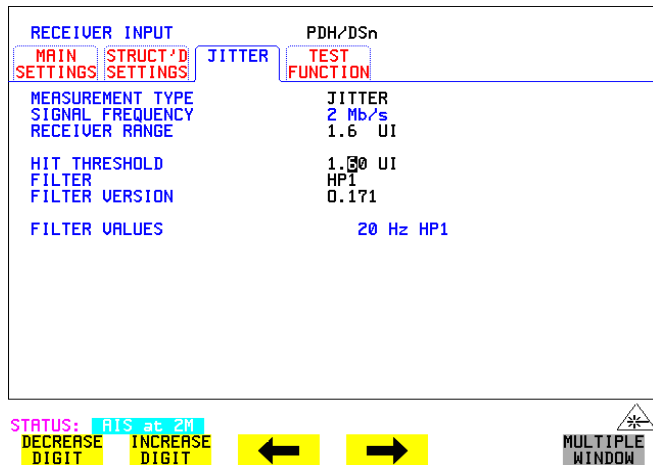 RECEIVER INPUT PDH/DSn
MAIN SETTINGS STRUCT'D SETTINGS JITTER TEST FUNCTION
MEASUREMENT TYPE JITTER
SIGNAL FREQUENCY 2 Mb/s
RECEIVER RANGE 1.6 UI
HIT THRESHOLD 1.60 UI
FILTER HP1
FILTER VERSION O.171
FILTER VALUES 20 Hz HP1
STATUS: AIS at 2M
DECREASE DIGIT INCREASE DIGIT MULTIPLE WINDOW